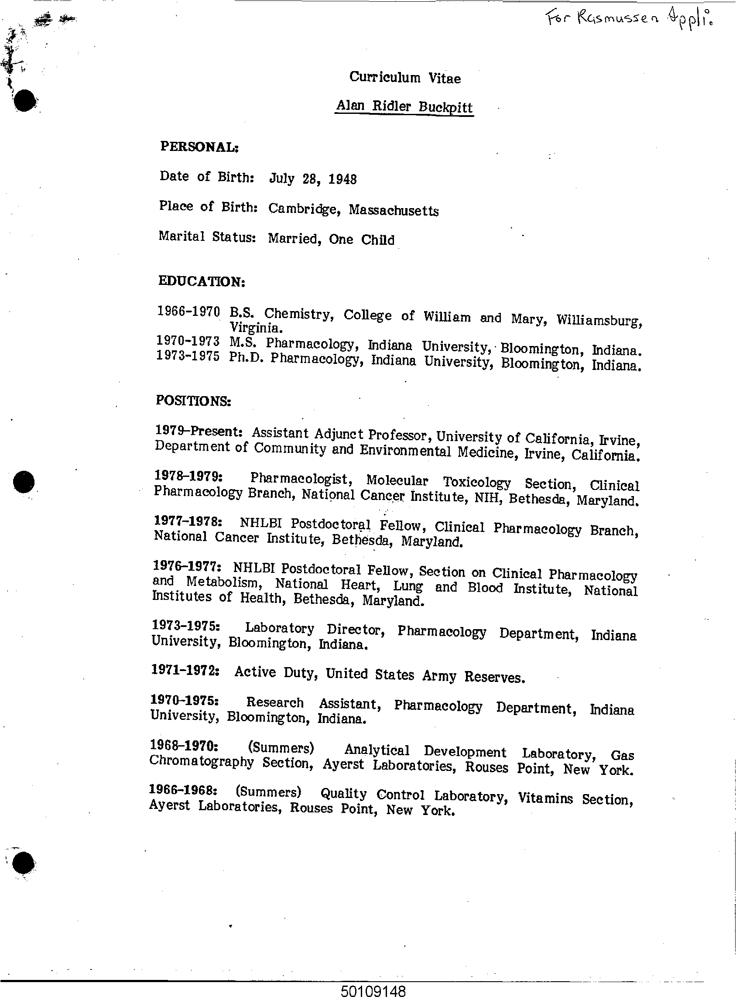 For Rasmussen Appli.
Curriculum Vitae
Alan Ridler Buckpitt
PERSONAL:
Date of Birth: July 28, 1948
Place of Birth: Cambridge, Massachusetts
Marital Status: Married, One Child
EDUCATION:
1966-1970 B.S. Chemistry, College of William and Mary, Williamsburg,
Virginia.
1970-1973 M.S. Pharmacology, Indiana University, Bloomington, Indiana.
1973-1975 Ph.D. Pharmacology, Indiana University, Bloomington, Indiana.
POSITIONS:
1979-Present: Assistant Adjunct Professor, University of California, Irvine,
Department of Community and Environmental Medicine, Irvine, California.
1978-1979: Pharmacologist, Molecular Toxicology Section, Clinical
Pharmacology Branch, National Cancer Institute, NIH, Bethesda, Maryland.
1977-1978: NHLBI Postdoctoral Fellow, Clinical Pharmacology Branch,
National Cancer Institute, Bethesda, Maryland.
1976-1977: NHLBI Postdoctoral Fellow, Section on Clinical Pharmacology
and Metabolism, National Heart, Lung and Blood Institute, National
Institutes of Health, Bethesda, Maryland.
1973-1975: Laboratory Director, Pharmacology Department, Indiana
University, Bloomington, Indiana.
1971-1972: Active Duty, United States Army Reserves.
1970-1975: Research Assistant, Pharmacology Department, Indiana
University, Bloomington, Indiana.
1968-1970: (Summers) Analytical Development Laboratory, Gas
Chromatography Section, Ayerst Laboratories, Rouses Point, New York.
1966-1968: (Summers) Quality Control Laboratory, Vitamins Section,
Ayerst Laboratories, Rouses Point, New York.
50109148